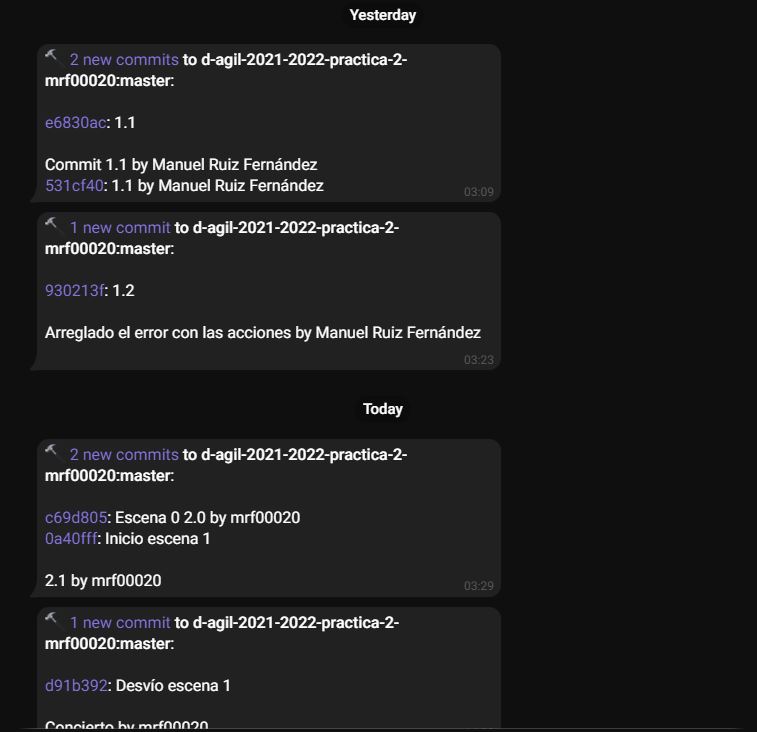 Yesterday
2 new commits to d-agil-2021-2022-practica-2-
mrf00020:master:
e6830ac: 1.1
Commit 1.1 by Manuel Ruiz Fernández
531cf40: 1.1 by Manuel Ruiz Fernández
03:09
1 new commit to d-agil-2021-2022-practica-2-
mrf00020:master:
930213f: 1.2
Arreglado el error con las acciones by Manuel Ruiz Fernández
03:23
Today
2 new commits to d-agil-2021-2022-practica-2-
mrf00020:master:
c69d805: Escena 0 2.0 by mrf00020
0a40fff: Inicio escena 1
2.1 by mrf00020
03:29
1 new commit to d-agil-2021-2022-practica-2-
mrf00020:master:
d91b392: Desvío escena 1
Concierto by mrf00020